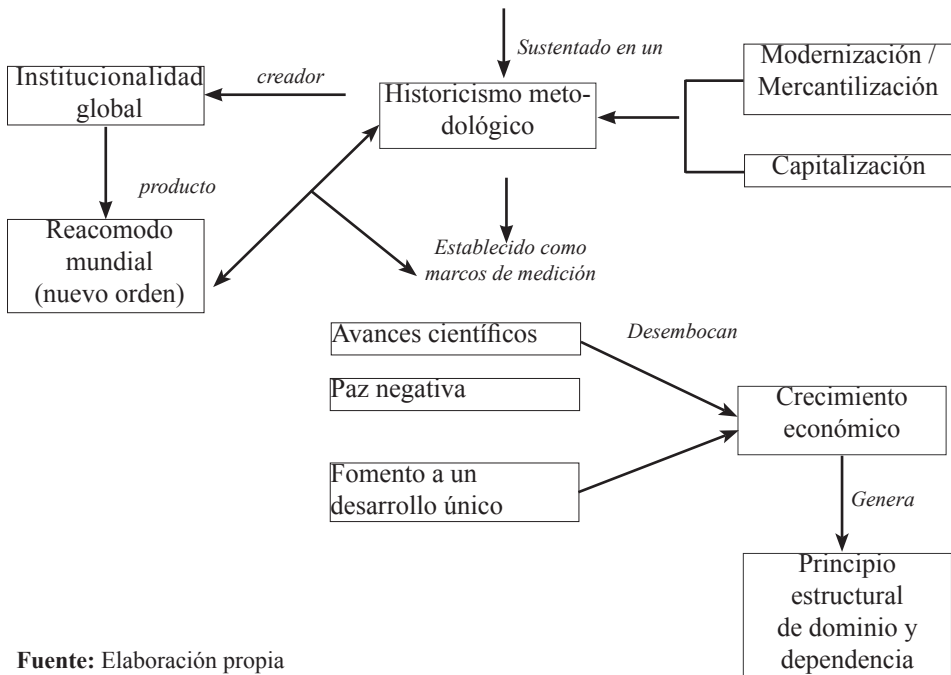 Sustentado en un
Modernización /
Mercantilización
Institucionalidad
global
creador
Historicismo meto-
dológico
Capitalización
producto
Reacomodo
mundial
(nuevo orden)
Establecido como
marcos de medición
Avances científicos
Desembocan
Paz negativa
Crecimiento
económico
Fomento a un
desarrollo único
Genera
Principio
estructural
de dominio y
dependencia
Fuente: Elaboración propia